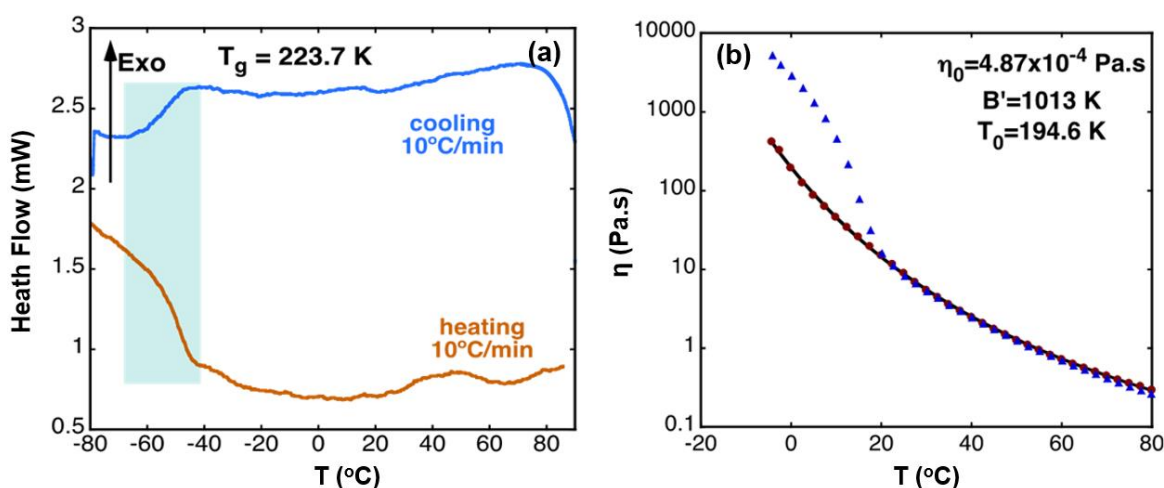 (a)
T_g = 223.7 K
Exo
cooling
10°C/min
heating
10°C/min
Heath Flow (mW)
3
2.5
2
1.5
1
0.5
-80 -60 -40 -20 0 20 40 60 80
T (°C)
(b)
η₀=4.87x10⁻⁴ Pa.s
B'=1013 K
T₀=194.6 K
η (Pa.s)
10000
1000
100
10
1
0.1
-20 0 20 40 60 80
T (°C)